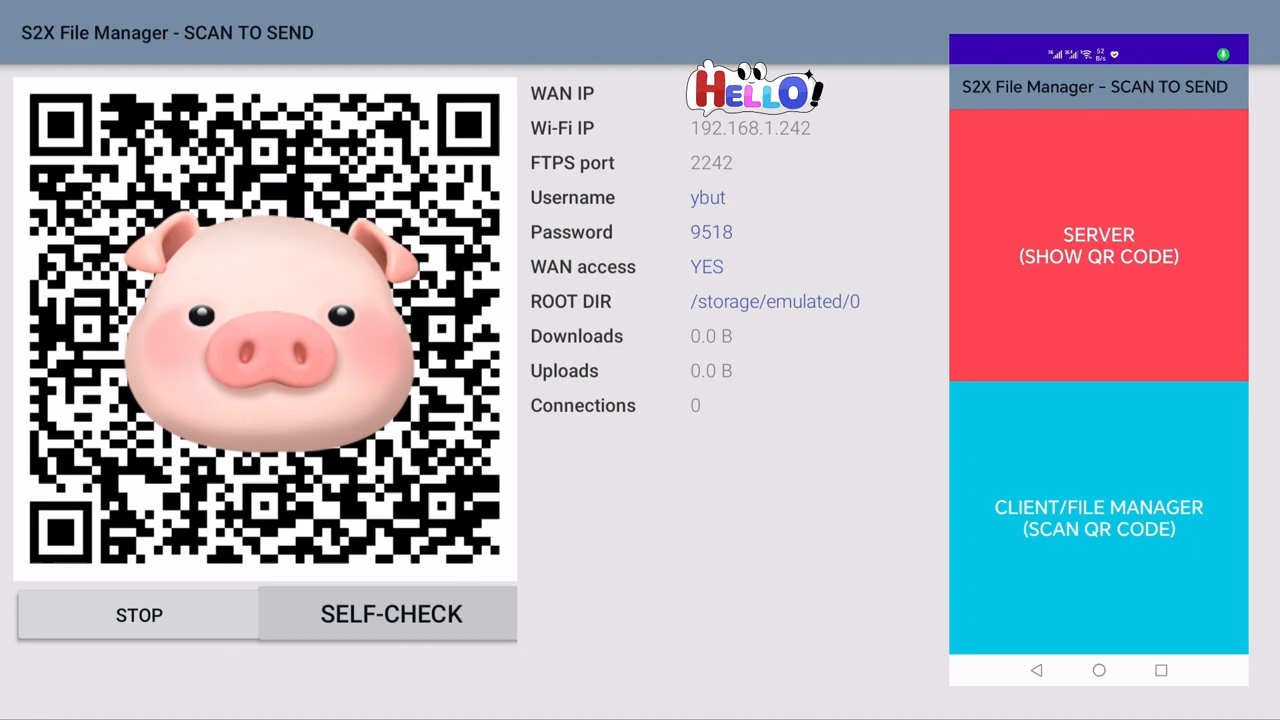 S2X File Manager - SCAN TO SEND
WAN IP HELLO!
Wi-Fi IP 192.168.1.242
FTPS port 2242
Username ybut
Password 9518
WAN access YES
ROOT DIR /storage/emulated/0
Downloads 0.0 B
Uploads 0.0 B
Connections 0
STOP
SELF-CHECK
52
B/s
S2X File Manager - SCAN TO SEND
SERVER
(SHOW QR CODE)
CLIENT/FILE MANAGER
(SCAN QR CODE)